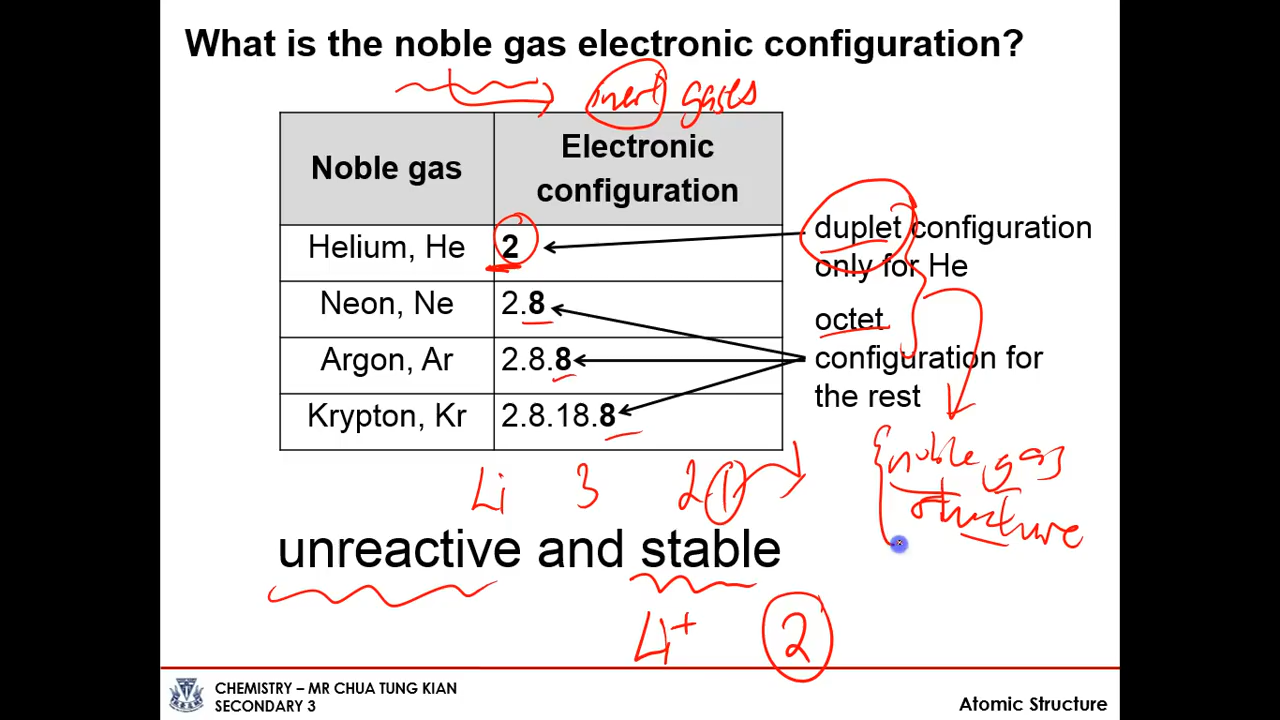 What is the noble gas electronic configuration?
inert gases
Noble gas
Electronic
configuration
Helium, He
2
duplet configuration
only for He
Neon, Ne
2.8
octet
configuration for
the rest
Argon, Ar
2.8.8
Krypton, Kr
2.8.18.8
noble gas
structure
Li 3 2.1
unreactive and stable
Li+ 2
CHEMISTRY – MR CHUA TUNG KIAN
SECONDARY 3
Atomic Structure